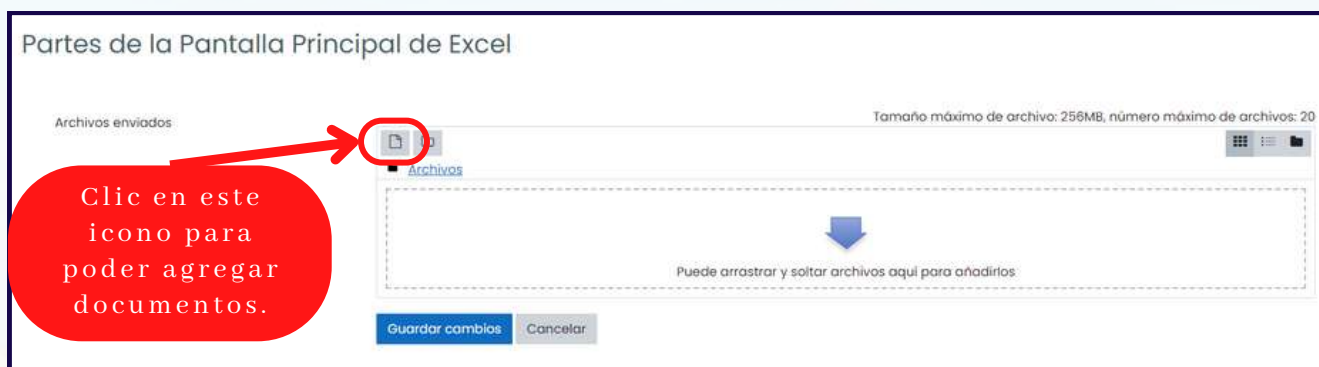 Partes de la Pantalla Principal de Excel
Tamaño máximo de archivo: 256MB, número máximo de archivos: 20
Archivos enviados
Archivos
Clic en este
icono para
poder agregar
documentos.
Puede arrastrar y soltar archivos aquí para añadirlos
Guardar cambios Cancelar